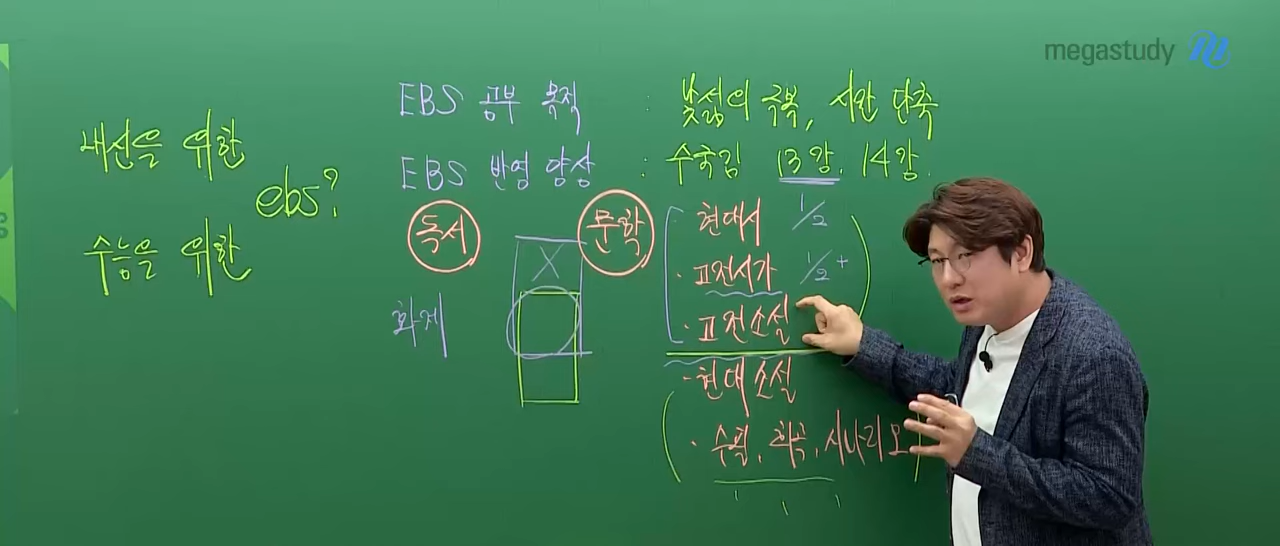 megastudy M
내신을 위한
ebs?
수능을 위한
EBS 공부 목적 : 낯섦의 극복, 시간 단축
EBS 반영 양상 : 수국김 13강, 14강.
독서
화제
X
문학
현대시 1/2
· 고전시가 1/2+
· 고전소설
- 현대소설
· 수필, 희곡, 시나리오